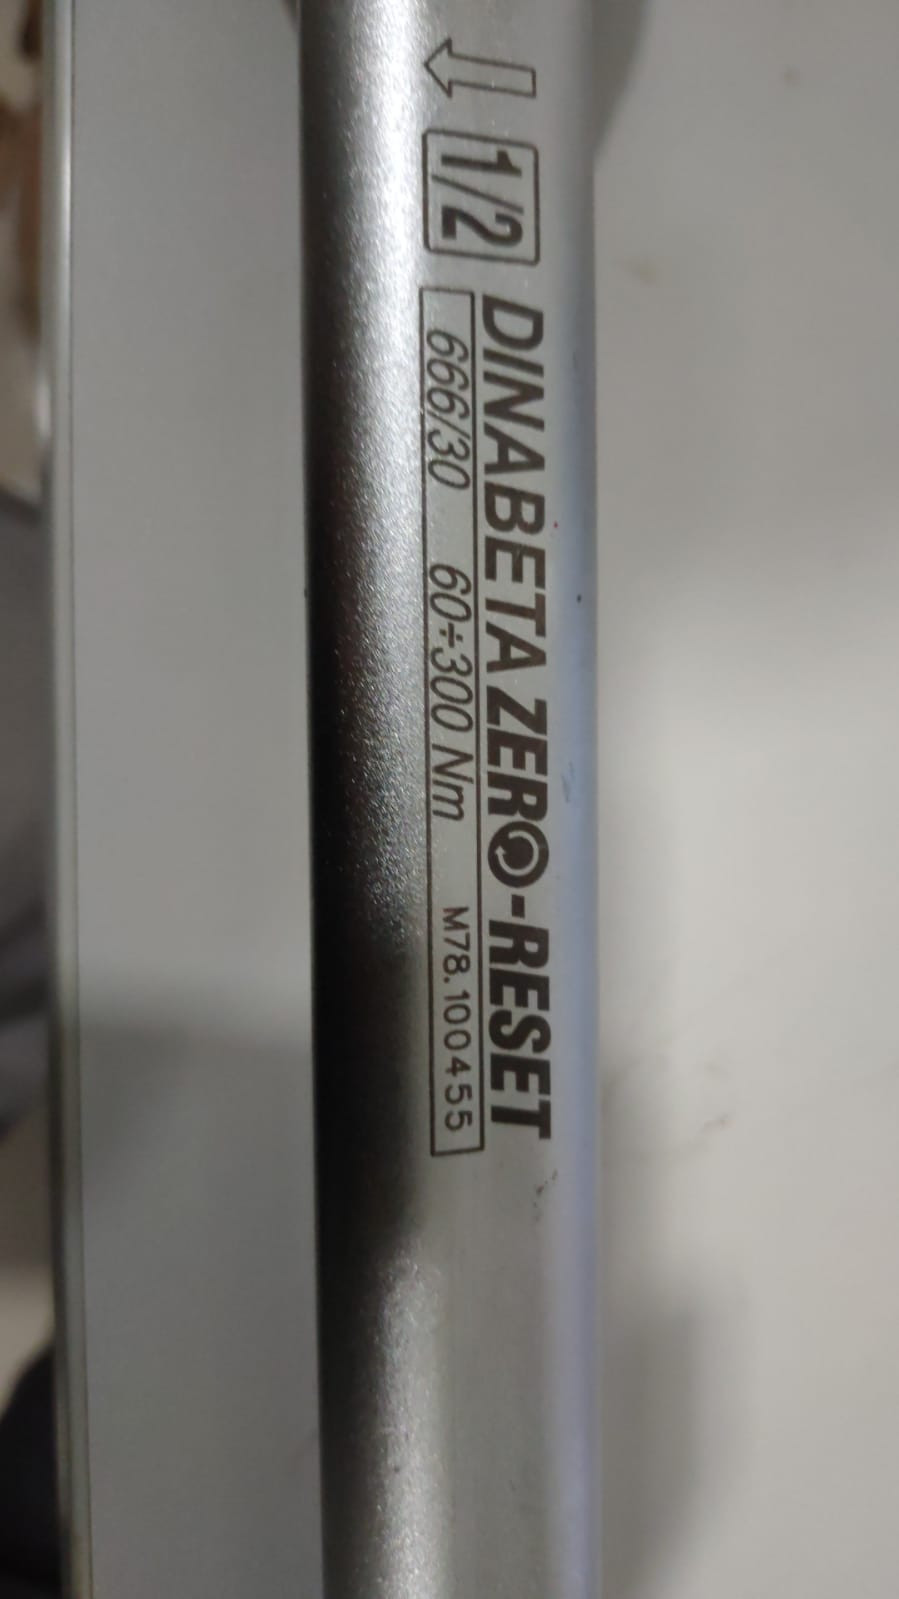 1/2
DINABETA ZERO-RESET
666/30 60÷300 Nm M78.100455